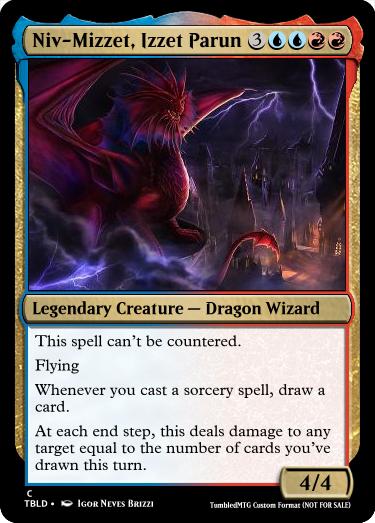 Niv-Mizzet, Izzet Parun 3
Legendary Creature — Dragon Wizard
This spell can't be countered.
Flying
Whenever you cast a sorcery spell, draw a
card.
At each end step, this deals damage to any
target equal to the number of cards you've
drawn this turn.
4/4
C
TBLD • Igor Neves Brizzi
TumbledMTG Custom Format (NOT FOR SALE)